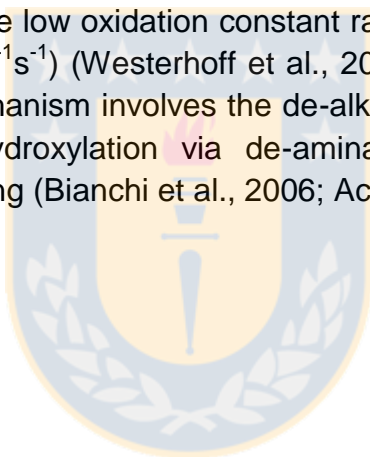 e low oxidation constant ra
⁻¹s⁻¹) (Westerhoff et al., 20
anism involves the de-alk
ydroxylation via de-amina
ng (Bianchi et al., 2006; Ac